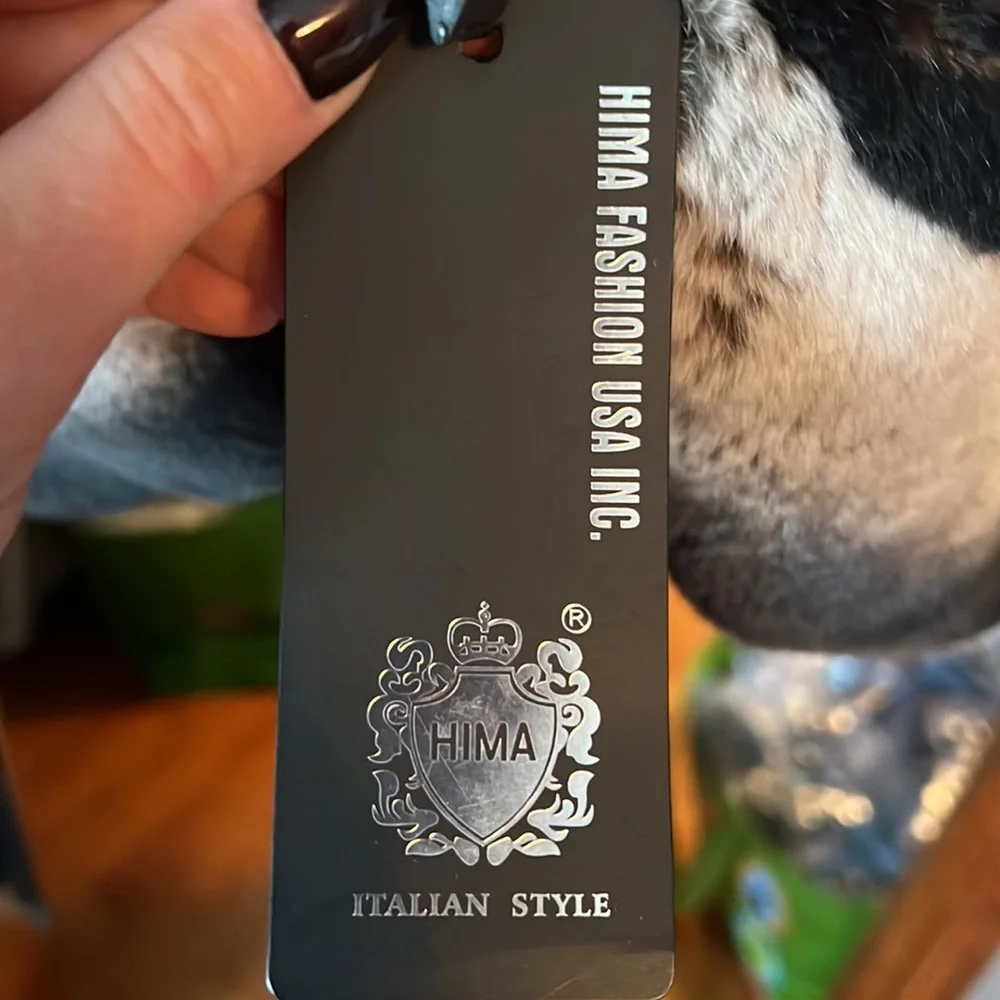 HIMA FASHION USA INC.
®
HIMA
ITALIAN STYLE